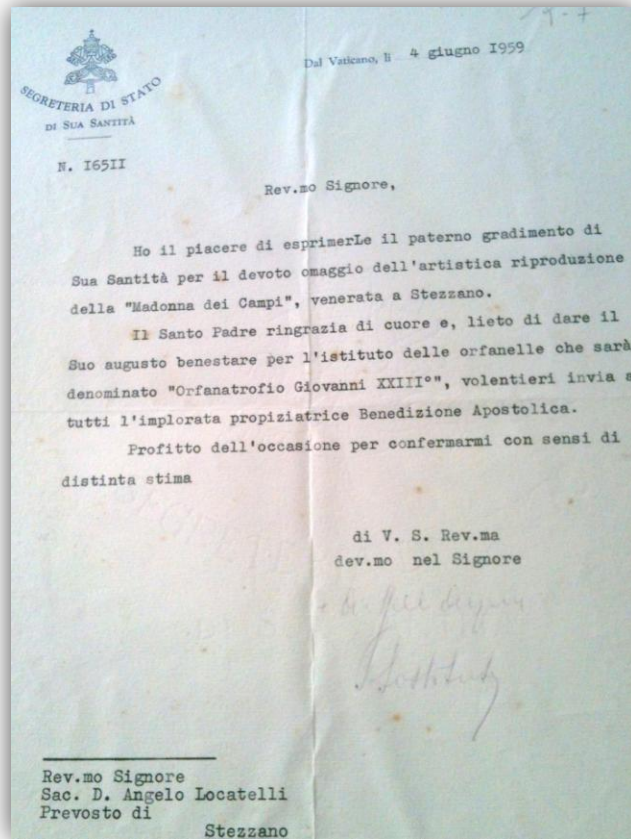 19-7
SEGRETERIA DI STATO
DI SUA SANTITÀ
Dal Vaticano, li 4 giugno I959
N. I65II
Rev.mo Signore,
Ho il piacere di esprimerLe il paterno gradimento di
Sua Santità per il devoto omaggio dell'artistica riproduzione
della "Madonna dei Campi", venerata a Stezzano.
Il Santo Padre ringrazia di cuore e, lieto di dare il
Suo augusto benestare per l'istituto delle orfanelle che sarà
denominato "Orfanatrofio Giovanni XXIII°", volentieri invia a
tutti l'implorata propiziatrice Benedizione Apostolica.
Profitto dell'occasione per confermarmi con sensi di
distinta stima
di V. S. Rev.ma
dev.mo nel Signore
Sostituto
Rev.mo Signore
Sac. D. Angelo Locatelli
Prevosto di
Stezzano